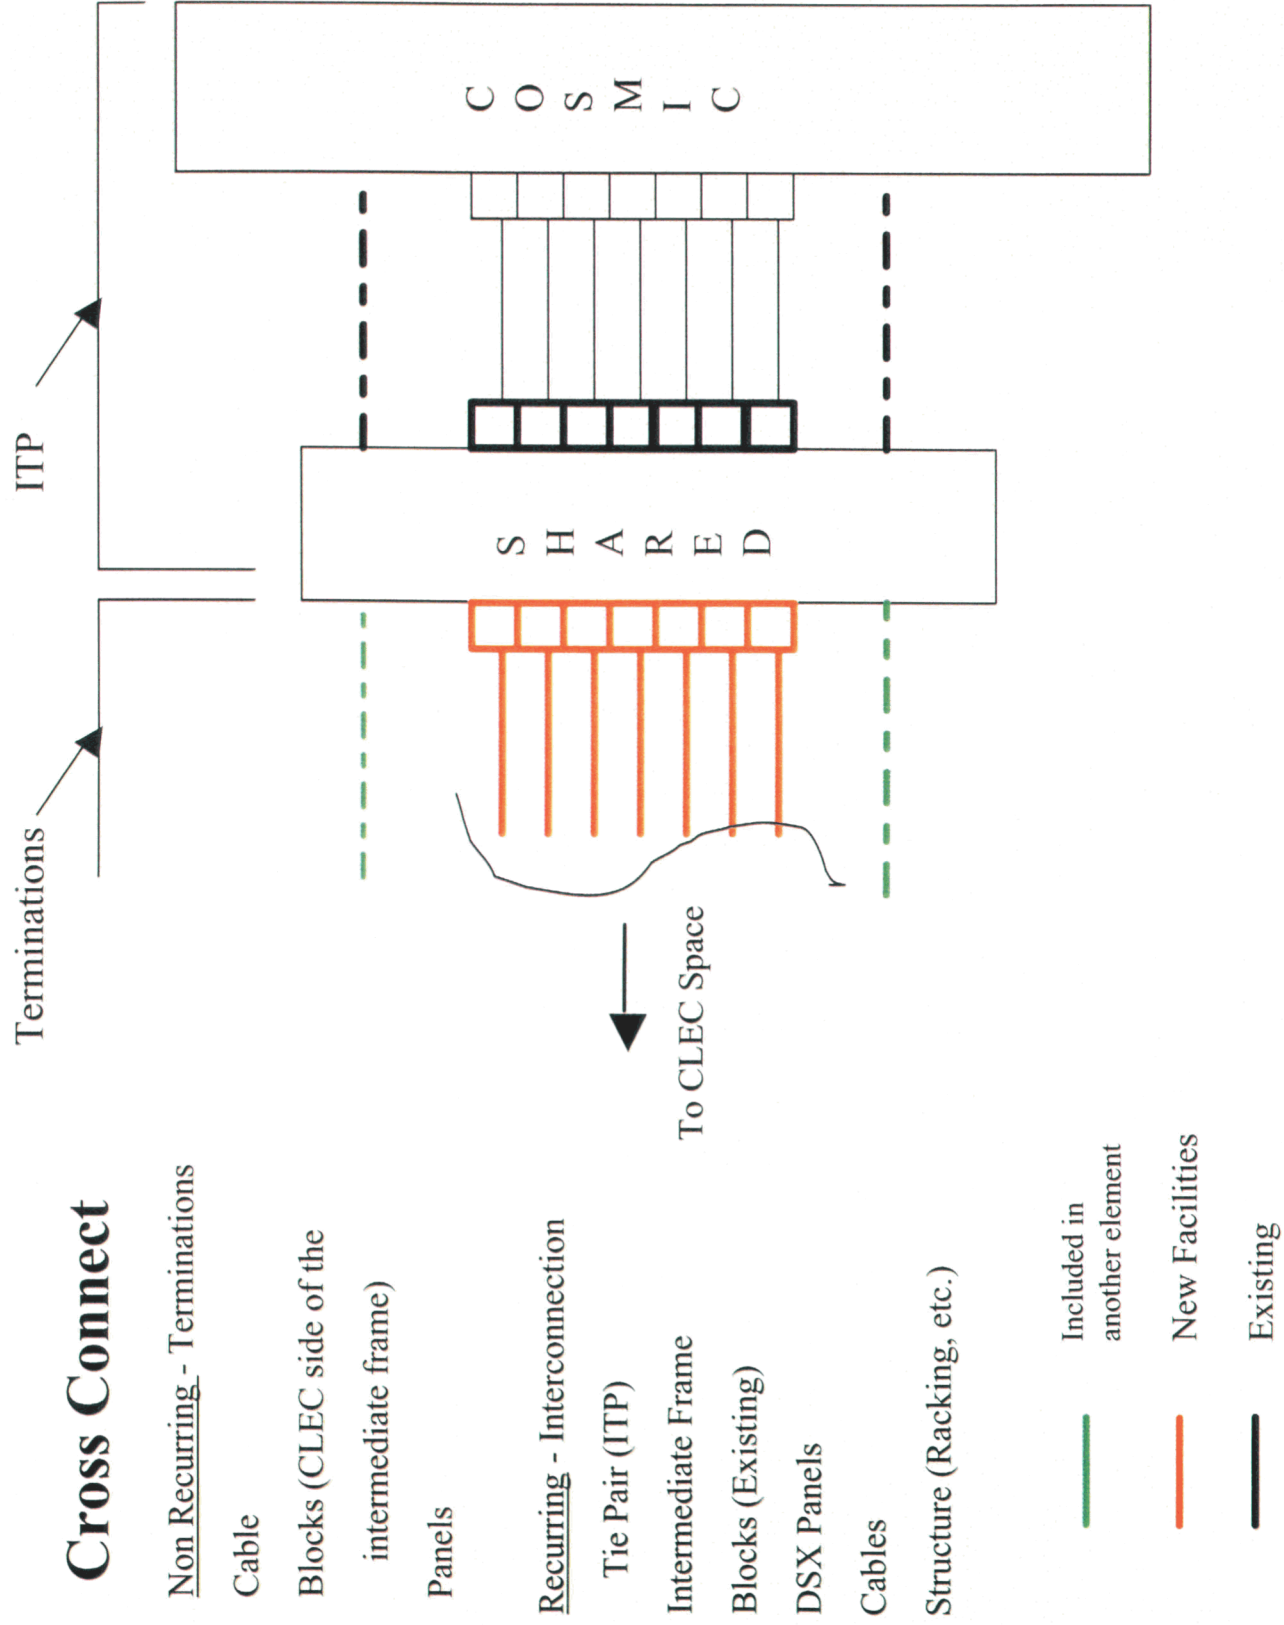 Cross Connect
Non Recurring - Terminations
Cable
Blocks (CLEC side of the
intermediate frame)
Panels
Recurring - Interconnection
Tie Pair (ITP)
Intermediate Frame
Blocks (Existing)
DSX Panels
Cables
Structure (Racking, etc.)
Terminations
ITP
SHARED
COSMIC
To CLEC Space
Included in
another element
New Facilities
Existing